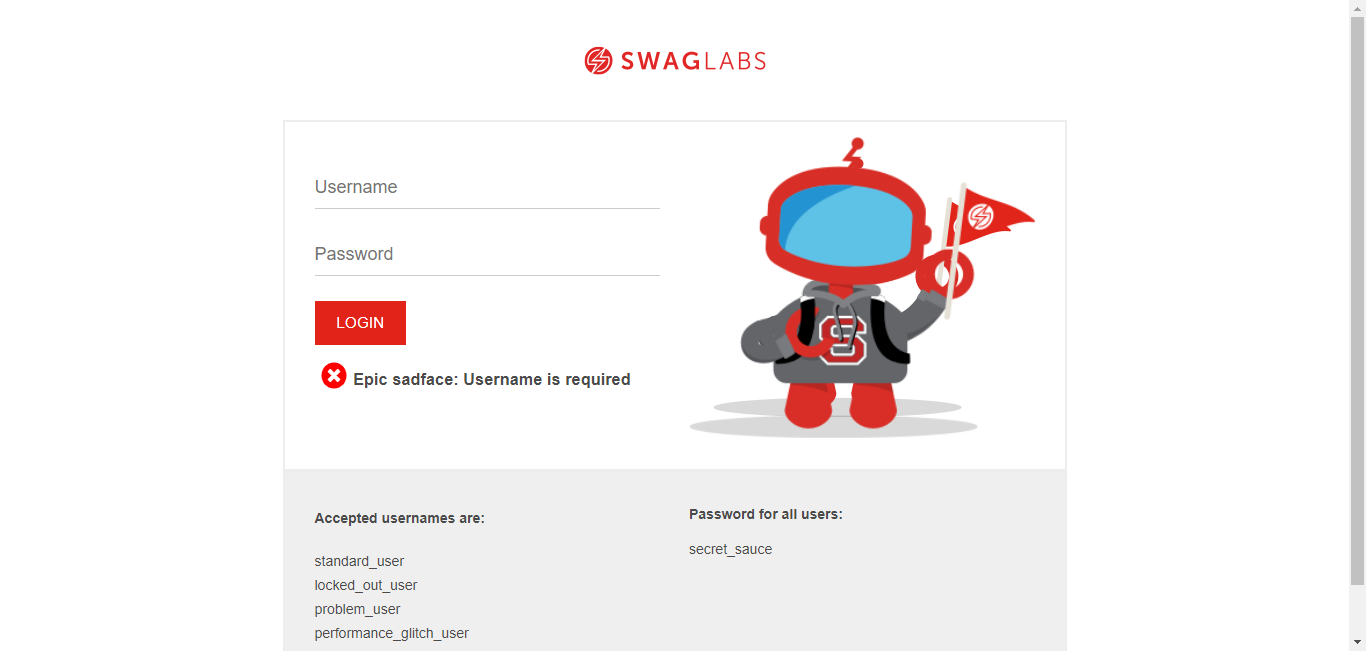 SWAGLABS
Username
Password
LOGIN
Epic sadface: Username is required
S
Accepted usernames are:
standard_user
locked_out_user
problem_user
performance_glitch_user
Password for all users:
secret_sauce